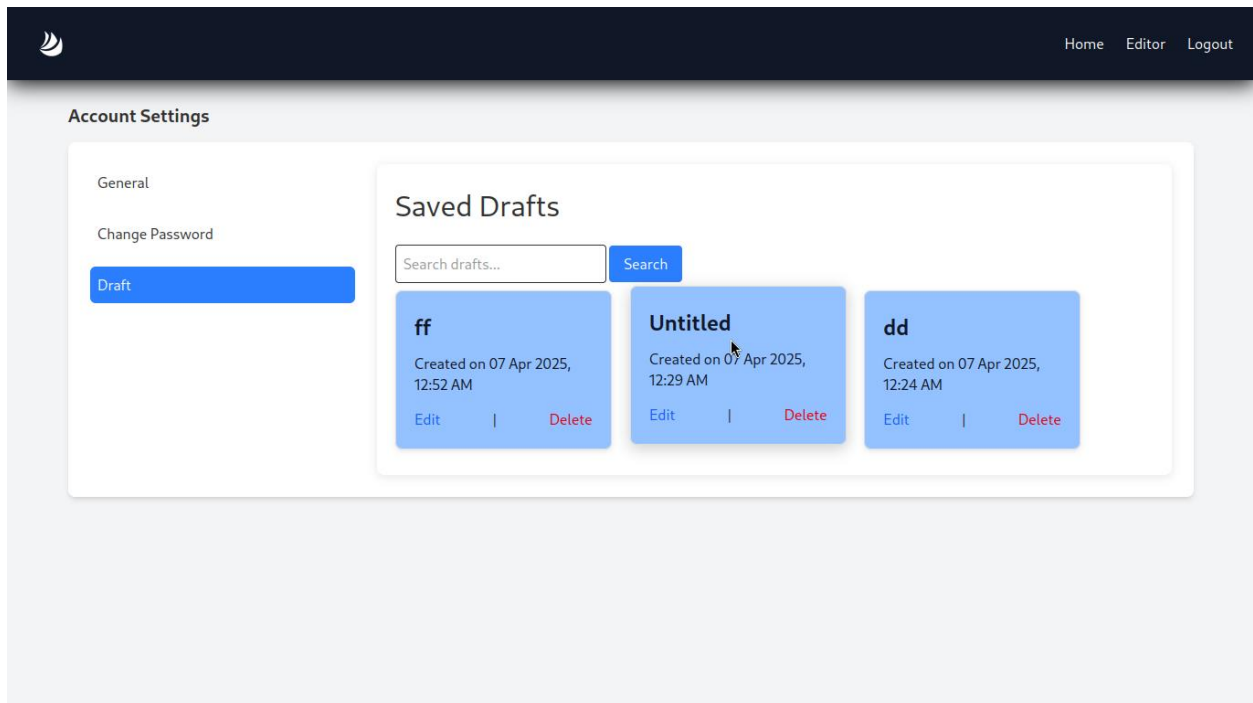 Home Editor Logout
Account Settings
General
Change Password
Draft
Saved Drafts
Search drafts... Search
ff
Created on 07 Apr 2025,
12:52 AM
Edit | Delete
Untitled
Created on 07 Apr 2025,
12:29 AM
Edit | Delete
dd
Created on 07 Apr 2025,
12:24 AM
Edit | Delete